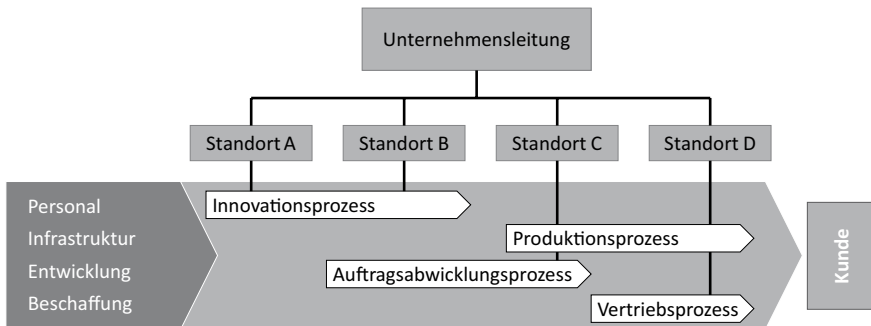 Unternehmensleitung
Standort A
Standort B
Standort C
Standort D
Personal
Infrastruktur
Entwicklung
Beschaffung
Innovationsprozess
Produktionsprozess
Auftragsabwicklungsprozess
Vertriebsprozess
Kunde